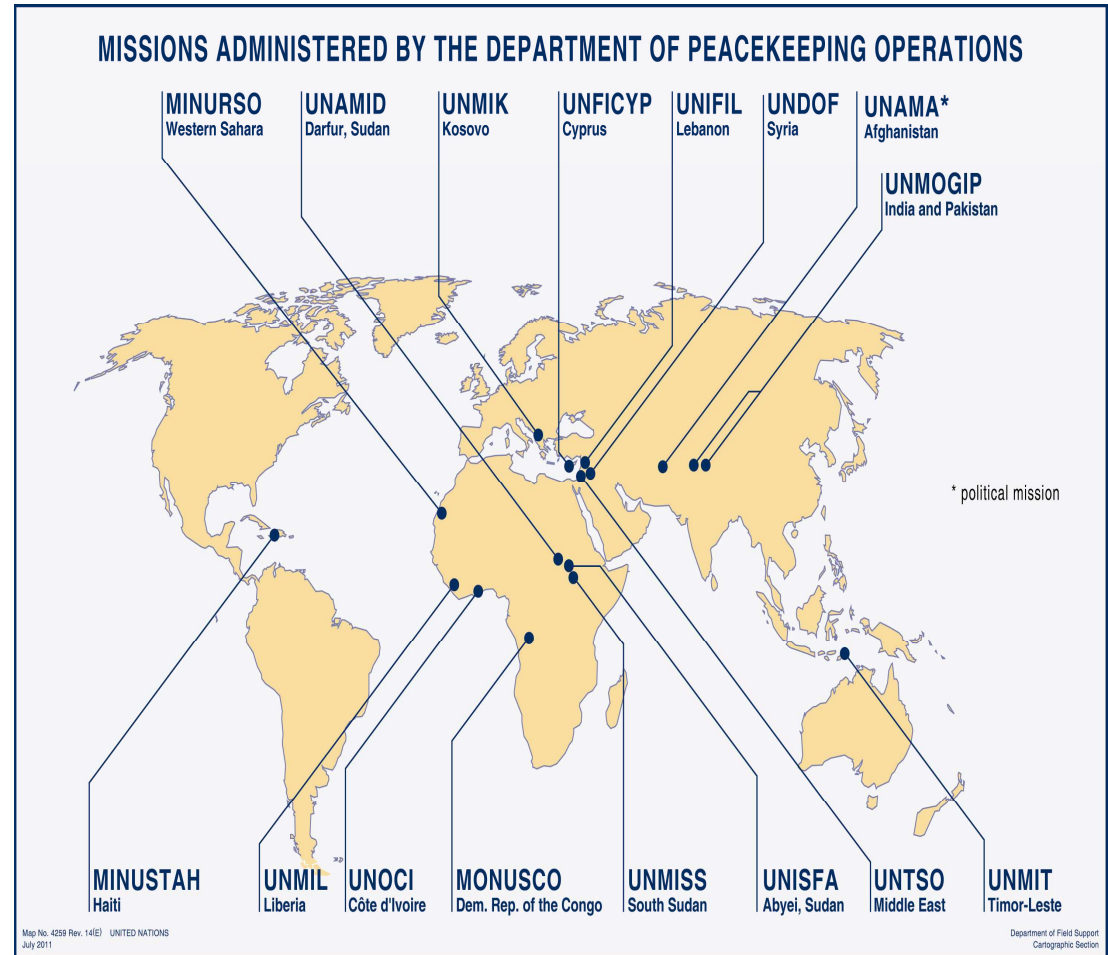 MISSIONS ADMINISTERED BY THE DEPARTMENT OF PEACEKEEPING OPERATIONS
MINURSO
Western Sahara
UNAMID
Darfur, Sudan
UNMIK
Kosovo
UNFICYP
Cyprus
UNIFIL
Lebanon
UNDOF
Syria
UNAMA*
Afghanistan
UNMOGIP
India and Pakistan
* political mission
MINUSTAH
Haiti
UNMIL
Liberia
UNOCI
Côte d'Ivoire
MONUSCO
Dem. Rep. of the Congo
UNMISS
South Sudan
UNISFA
Abyei, Sudan
UNTSO
Middle East
UNMIT
Timor-Leste
Map No. 4259 Rev. 14(E) UNITED NATIONS
July 2011
Department of Field Support
Cartographic Section